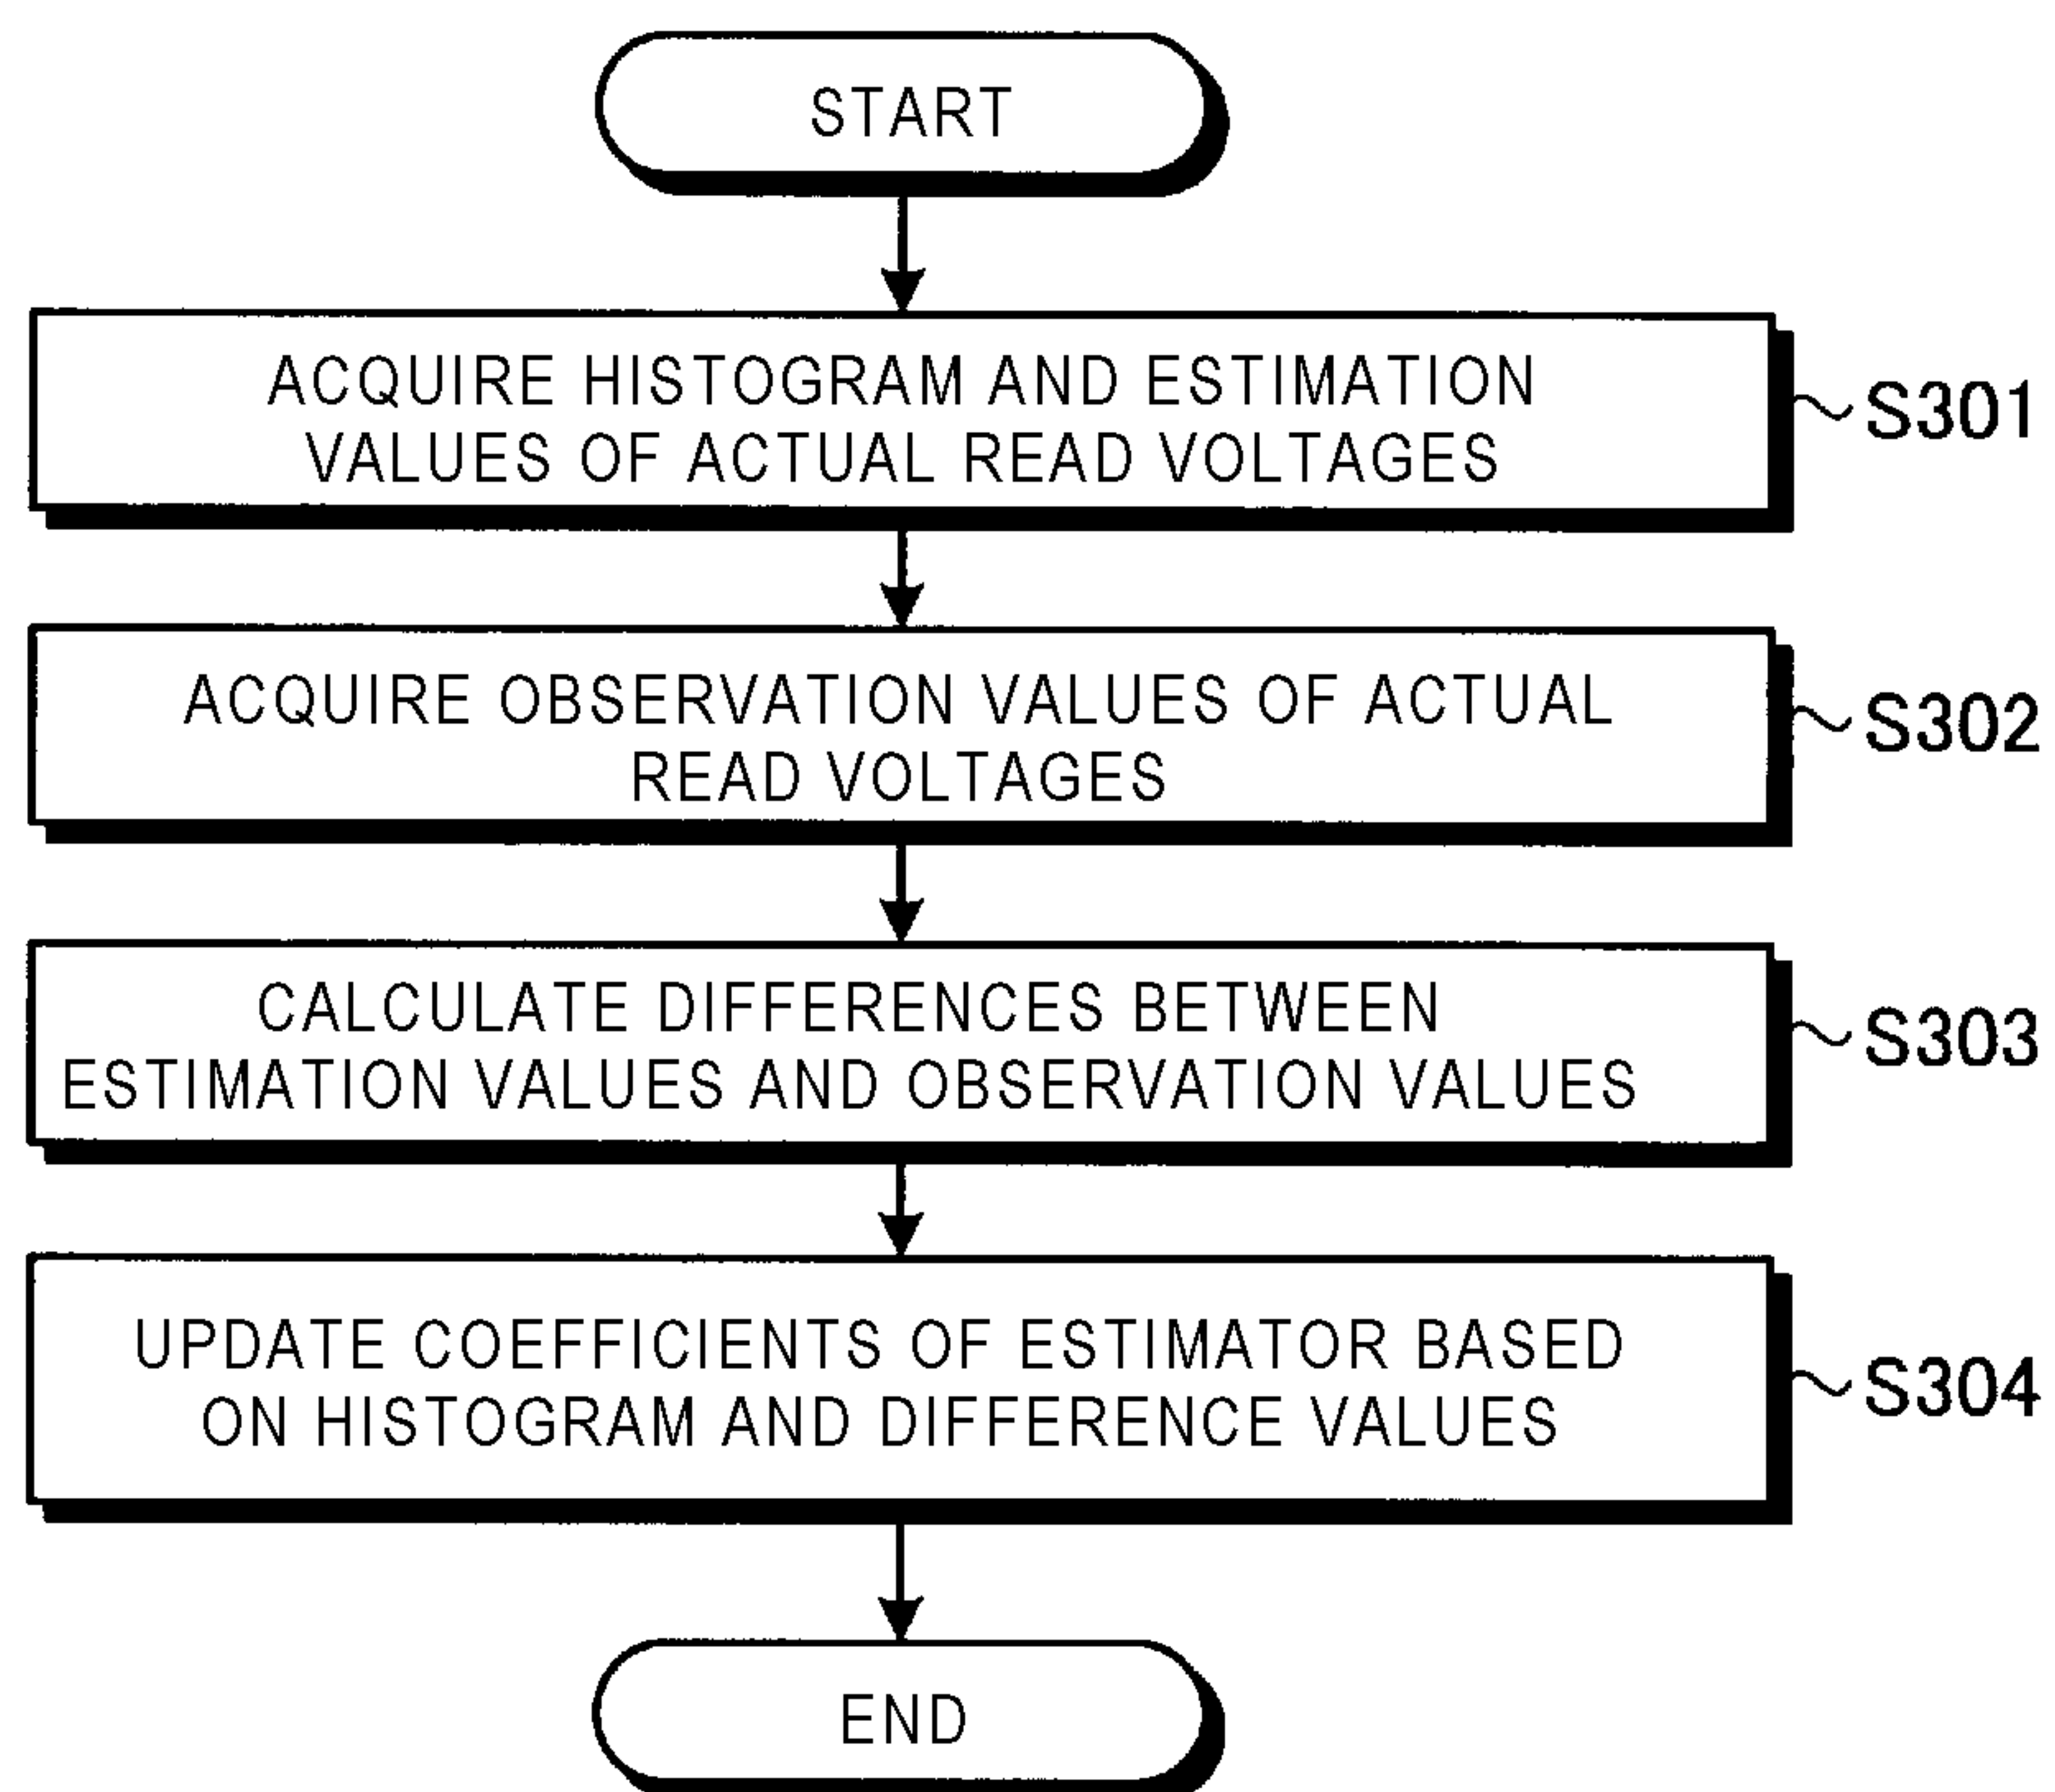 START
ACQUIRE HISTOGRAM AND ESTIMATION
VALUES OF ACTUAL READ VOLTAGES
S301
ACQUIRE OBSERVATION VALUES OF ACTUAL
READ VOLTAGES
S302
CALCULATE DIFFERENCES BETWEEN
ESTIMATION VALUES AND OBSERVATION VALUES
S303
UPDATE COEFFICIENTS OF ESTIMATOR BASED
ON HISTOGRAM AND DIFFERENCE VALUES
S304
END